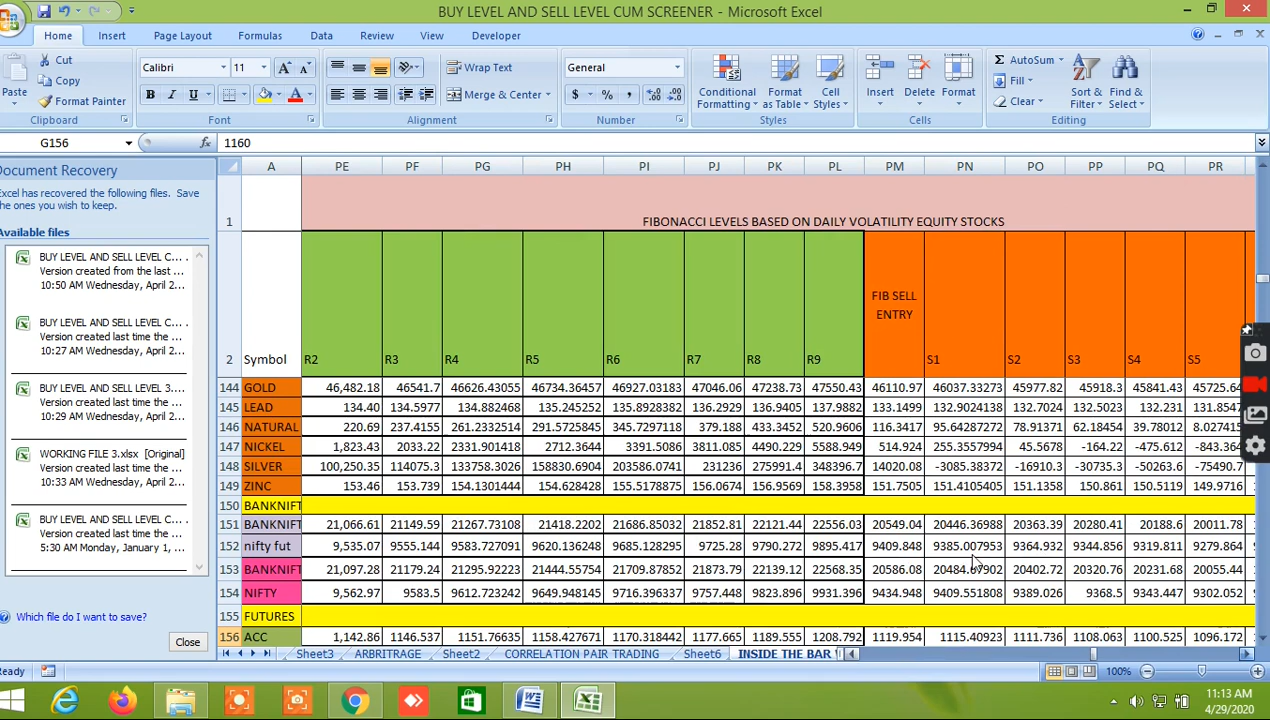 BUY LEVEL AND SELL LEVEL CUM SCREENER - Microsoft Excel
Home Insert Page Layout Formulas Data Review View Developer
Cut
Copy
Format Painter
Paste
Clipboard
Calibri 11
B I U
Font
Wrap Text
Merge & Center
Alignment
General
$ % ,
Number
Conditional Formatting
Format as Table
Cell Styles
Styles
Insert Delete Format
Cells
AutoSum
Fill
Clear
Sort & Filter
Find & Select
Editing
G156 fx 1160
Document Recovery
Excel has recovered the following files. Save
the ones you wish to keep.
Available files
BUY LEVEL AND SELL LEVEL C...
Version created from the last ...
10:50 AM Wednesday, April 2...
BUY LEVEL AND SELL LEVEL C...
Version created last time the ...
10:27 AM Wednesday, April 2...
BUY LEVEL AND SELL LEVEL 3....
Version created last time the ...
10:29 AM Wednesday, April 2...
WORKING FILE 3.xlsx [Original]
Version created last time the ...
10:33 AM Wednesday, April 2...
BUY LEVEL AND SELL LEVEL C...
Version created last time the ...
5:30 AM Monday, January 1, ...
Which file do I want to save?
Close
A PE PF PG PH PI PJ PK PL PM PN PO PP PQ PR
1 FIBONACCI LEVELS BASED ON DAILY VOLATILITY EQUITY STOCKS
FIB SELL
ENTRY
2 Symbol R2 R3 R4 R5 R6 R7 R8 R9 S1 S2 S3 S4 S5
144 GOLD 46,482.18 46541.7 46626.43055 46734.36457 46927.03183 47046.06 47238.73 47550.43 46110.97 46037.33273 45977.82 45918.3 45841.43 45725.64
145 LEAD 134.40 134.5977 134.882468 135.245252 135.8928382 136.2929 136.9405 137.9882 133.1499 132.9024138 132.7024 132.5023 132.231 131.8547
146 NATURAL 220.69 237.4155 261.2332514 291.5725845 345.7297118 379.188 433.3452 520.9606 116.3417 95.64287272 78.91371 62.18454 39.78012 8.027415
147 NICKEL 1,823.43 2033.22 2331.901418 2712.3644 3391.5086 3811.085 4490.229 5588.949 514.924 255.3557994 45.5678 -164.22 -475.612 -843.364
148 SILVER 100,250.35 114075.3 133758.3026 158830.6904 203586.0741 231236 275991.4 348396.7 14020.08 -3085.38372 -16910.3 -30735.3 -50263.6 -75490.7
149 ZINC 153.46 153.739 154.1301444 154.628428 155.5178875 156.0674 156.9569 158.3958 151.7505 151.4105405 151.1358 150.861 150.5119 149.9716
150 BANKNIFT
151 BANKNIFT 21,066.61 21149.59 21267.73108 21418.2202 21686.85032 21852.81 22121.44 22556.03 20549.04 20446.36988 20363.39 20280.41 20188.6 20011.78
152 nifty fut 9,535.07 9555.144 9583.727091 9620.136248 9685.128295 9725.28 9790.272 9895.417 9409.848 9385.007953 9364.932 9344.856 9319.811 9279.864
153 BANKNIFT 21,097.28 21179.24 21295.92223 21444.55754 21709.87852 21873.79 22139.12 22568.35 20586.08 20402.72 20320.76 20231.68 20055.44
154 NIFTY 9,562.97 9583.5 9612.723242 9649.948145 9716.396337 9757.448 9823.896 9931.396 9434.948 9409.551808 9389.026 9368.5 9343.447 9302.052
155 FUTURES
156 ACC 1,142.86 1146.537 1151.76635 1158.427671 1170.318442 1177.665 1189.555 1208.792 1119.954 1115.40923 1111.736 1108.063 1100.525 1096.172
Sheet3 ARBITRAGE Sheet2 CORRELATION PAIR TRADING Sheet6 INSIDE THE BAR
Ready 100%
11:13 AM
4/29/2020